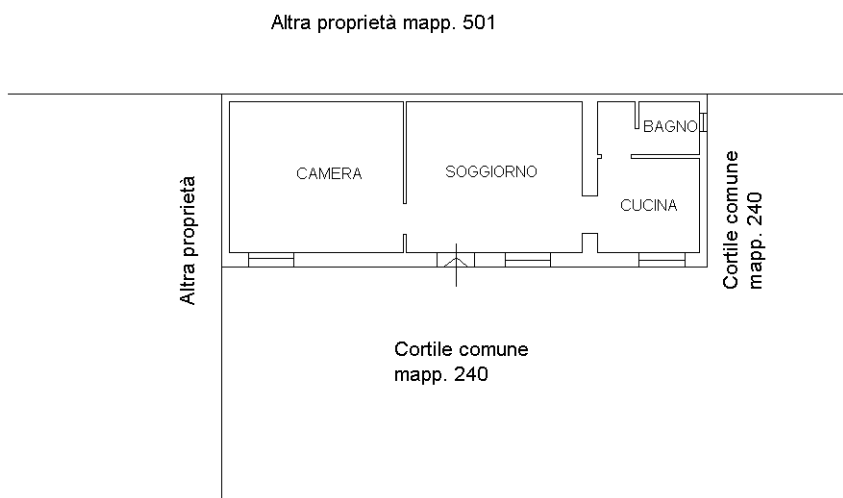 Altra proprietà mapp. 501
BAGNO
CAMERA
SOGGIORNO
CUCINA
Altra proprietà
Cortile comune
mapp. 240
Cortile comune
mapp. 240